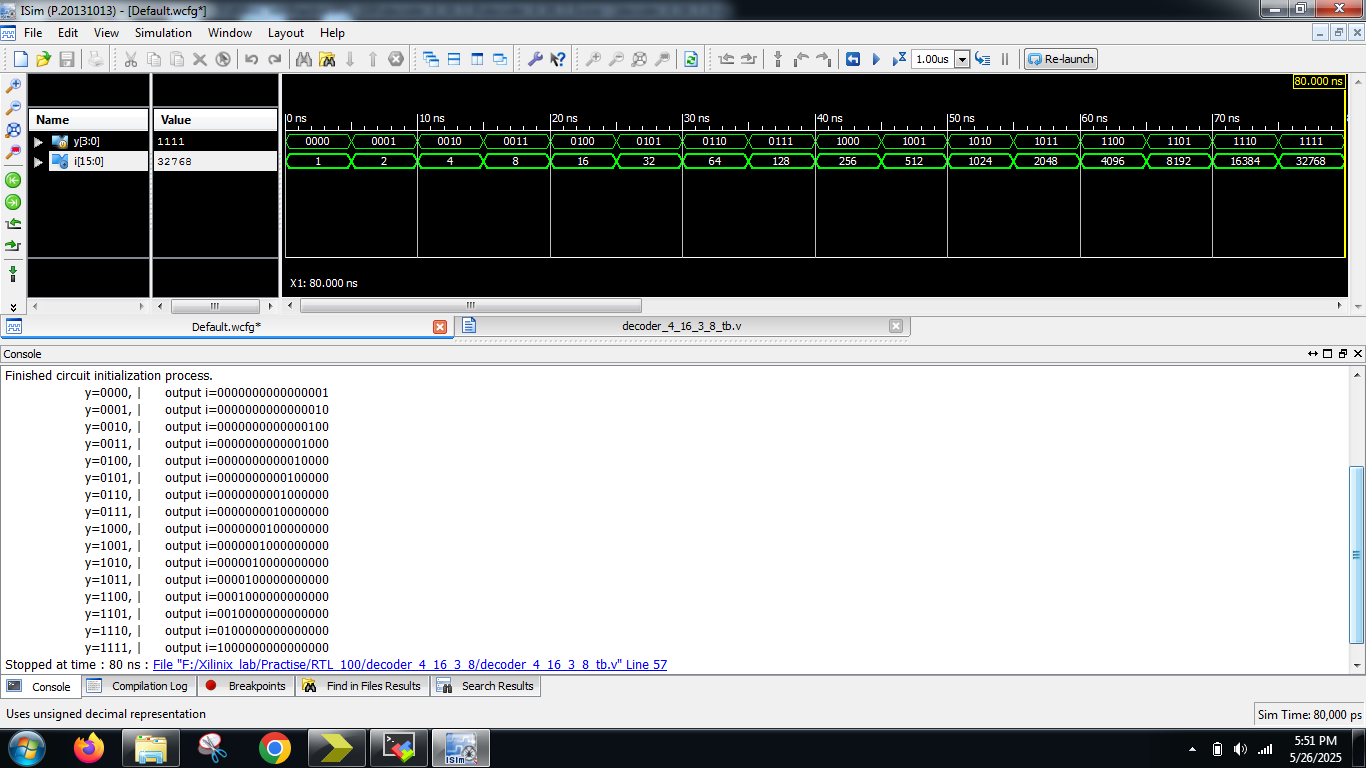 ISim (P.20131013) - [Default.wcfg*]
File Edit View Simulation Window Layout Help
1.00us Re-launch
80.000 ns
Name Value
0 ns 10 ns 20 ns 30 ns 40 ns 50 ns 60 ns 70 ns
y[3:0] 1111 0000 0001 0010 0011 0100 0101 0110 0111 1000 1001 1010 1011 1100 1101 1110 1111
i[15:0] 32768 1 2 4 8 16 32 64 128 256 512 1024 2048 4096 8192 16384 32768
X1: 80.000 ns
Default.wcfg* decoder_4_16_3_8_tb.v
Console
Finished circuit initialization process.
y=0000, | output i=0000000000000001
y=0001, | output i=0000000000000010
y=0010, | output i=0000000000000100
y=0011, | output i=0000000000001000
y=0100, | output i=0000000000010000
y=0101, | output i=0000000000100000
y=0110, | output i=0000000001000000
y=0111, | output i=0000000010000000
y=1000, | output i=0000000100000000
y=1001, | output i=0000001000000000
y=1010, | output i=0000010000000000
y=1011, | output i=0000100000000000
y=1100, | output i=0001000000000000
y=1101, | output i=0010000000000000
y=1110, | output i=0100000000000000
y=1111, | output i=1000000000000000
Stopped at time : 80 ns : File "F:/Xilinix_lab/Practise/RTL_100/decoder_4_16_3_8/decoder_4_16_3_8_tb.v" Line 57
Console Compilation Log Breakpoints Find in Files Results Search Results
Uses unsigned decimal representation Sim Time: 80,000 ps
ISim
5:51 PM
5/26/2025